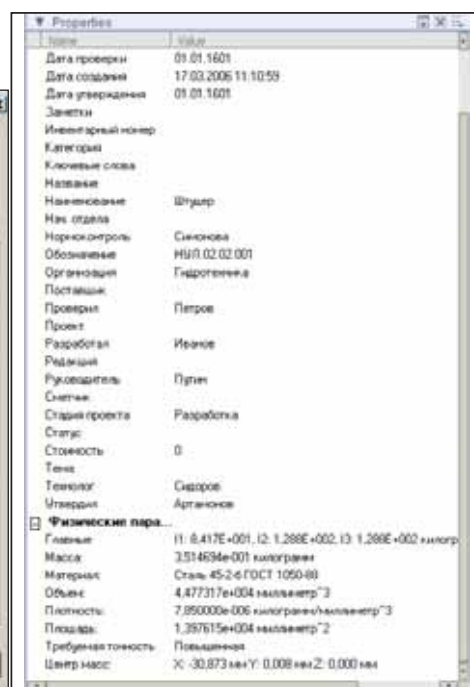 Properties
Name Value
Дата проверки 01.01.1601
Дата создания 17.03.2006 11:10:59
Дата утверждения 01.01.1601
Заметки
Инвентарный номер
Категория
Ключевые слова
Название
Наименование Штуцер
Нач. отдела
Нормоконтроль Симонова
Обозначение НИЛ.02.02.001
Организация Гидротехника
Поставщик
Проверил Петров
Проект
Разработал Иванов
Редакция
Руководитель Путин
Сметчик
Стадия проекта Разработка
Статус
Стоимость 0
Тема
Технолог Сидоров
Утвердил Артамонов
Физические пара...
Главные I1: 8,417E+001, I2: 1,288E+002, I3: 1,288E+002 килогр
Масса: 3,514694e-001 килограмм
Материал: Сталь 45-2-б ГОСТ 1050-88
Объем: 4,477317e+004 миллиметр^3
Плотность: 7,850000e-006 килограмм/миллиметр^3
Площадь: 1,397615e+004 миллиметр^2
Требуемая точность Повышенная
Центр масс: X: -30,873 мм Y: 0,008 мм Z: 0,000 мм